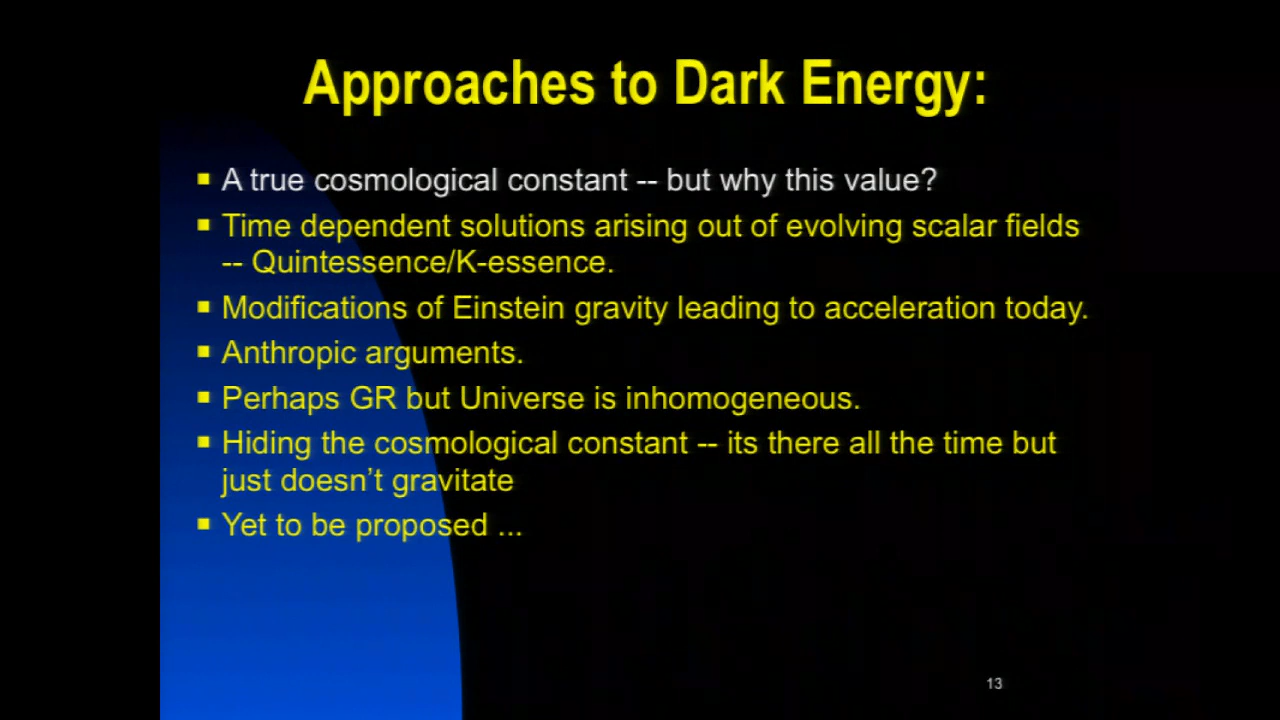 Approaches to Dark Energy:
A true cosmological constant -- but why this value?
Time dependent solutions arising out of evolving scalar fields
-- Quintessence/K-essence.
Modifications of Einstein gravity leading to acceleration today.
Anthropic arguments.
Perhaps GR but Universe is inhomogeneous.
Hiding the cosmological constant -- its there all the time but
just doesn’t gravitate
Yet to be proposed ...
13